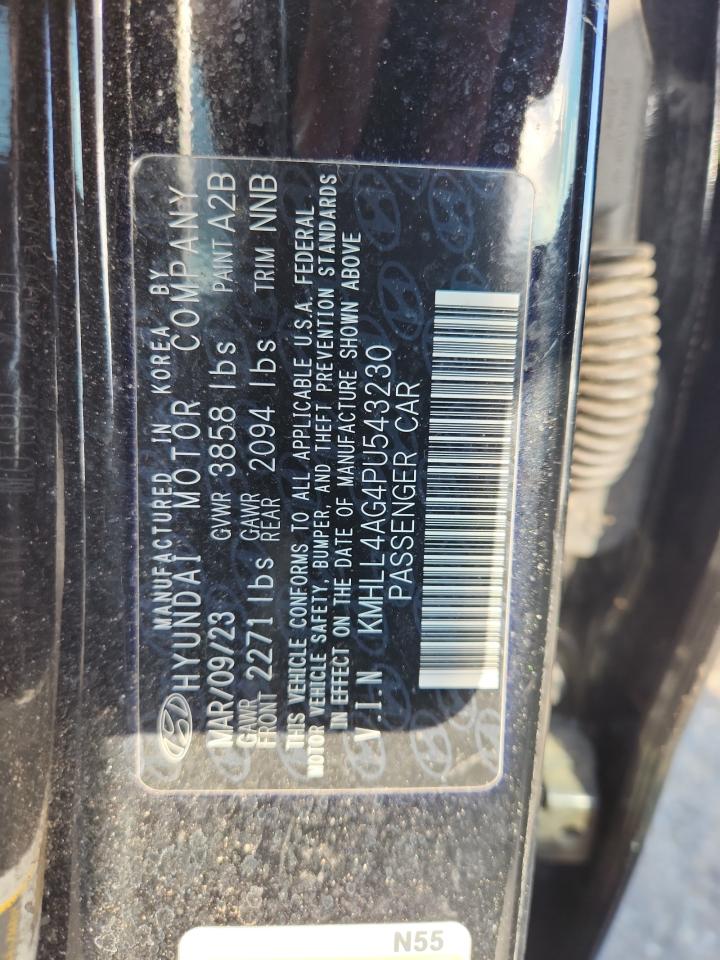 MANUFACTURED IN KOREA BY
HYUNDAI MOTOR COMPANY
MAR/09/23 GVWR 3858 lbs PAINT A2B
GAWR FRONT 2271 lbs GAWR REAR 2094 lbs TRIM NNB
THIS VEHICLE CONFORMS TO ALL APPLICABLE U.S.A. FEDERAL
MOTOR VEHICLE SAFETY, BUMPER, AND THEFT PREVENTION STANDARDS
IN EFFECT ON THE DATE OF MANUFACTURE SHOWN ABOVE
V.I.N KMHLL4AG4PU543230
PASSENGER CAR
N55